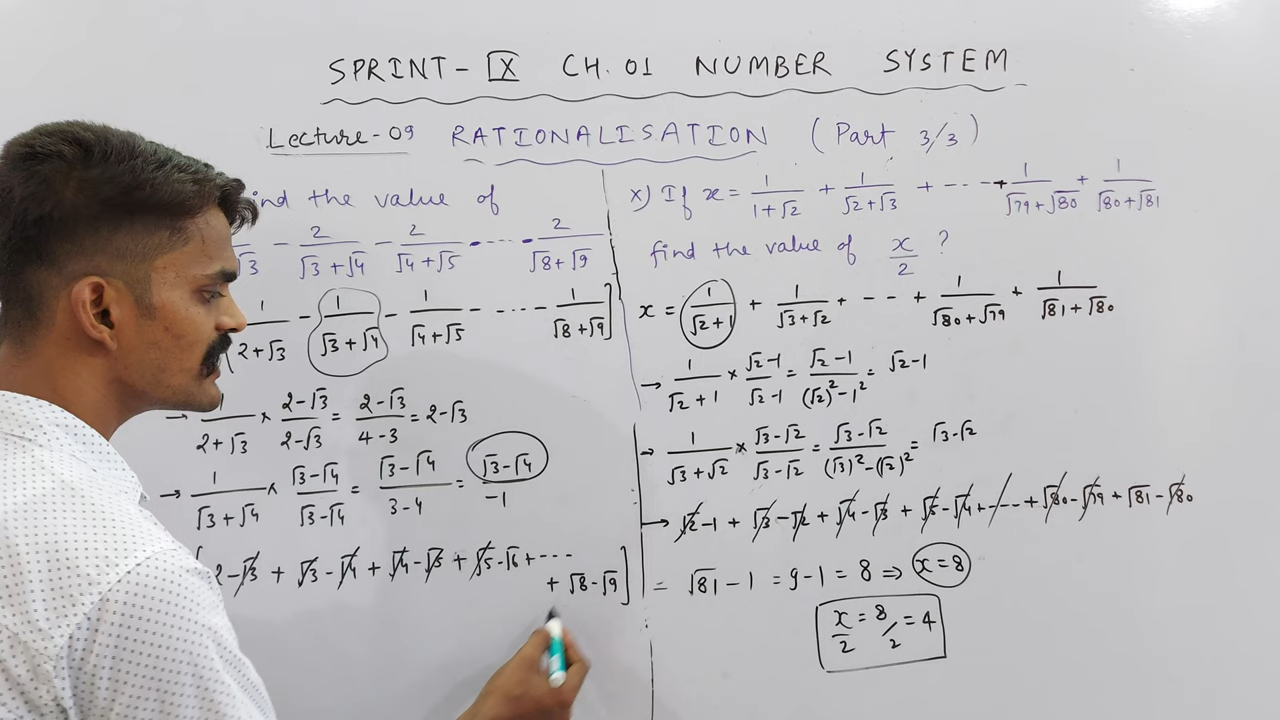 SPRINT-IX CH.01 NUMBER SYSTEM
Lecture-09 RATIONALISATION (Part 3/3)
ind the value of
√3 - 2/(√3+√4) - 2/(√4+√5) ----- 2/(√8+√9)
1/(2+√3) - 1/(√3+√4) - 1/(√4+√5) - ---- - 1/(√8+√9)]
→ 1/(2+√3) × (2-√3)/(2-√3) = (2-√3)/(4-3) = 2-√3
→ 1/(√3+√4) × (√3-√4)/(√3-√4) = (√3-√4)/(3-4) = (√3-√4)/-1
[2-√3 + √3-√4 + √4-√5 + √5-√6 + ---
+ √8-√9]
x) If x = 1/(1+√2) + 1/(√2+√3) + ---- + 1/(√79+√80) + 1/(√80+√81)
find the value of x/2 ?
x = 1/(√2+1) + 1/(√3+√2) + -- + 1/(√80+√79) + 1/(√81+√80)
→ 1/(√2+1) × (√2-1)/(√2-1) = (√2-1)/((√2)²-1²) = √2-1
→ 1/(√3+√2) × (√3-√2)/(√3-√2) = (√3-√2)/((√3)²-(√2)²) = √3-√2
→ √2-1 + √3-√2 + √4-√3 + √5-√4 + --- + √80-√79 + √81-√80
= √81-1 = 9-1 = 8 ⇒ x=8
x/2 = 8/2 = 4